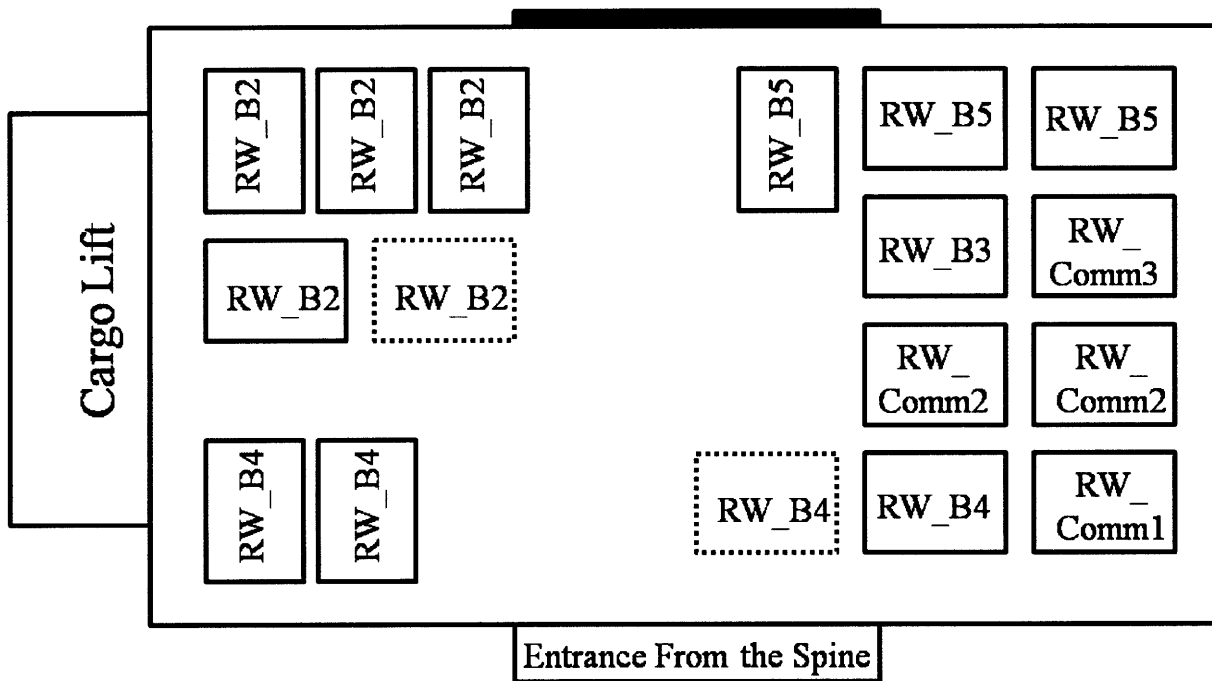 RW_B2
RW_B2
RW_B2
RW_B5
RW_B5
RW_B5
Cargo Lift
RW_B2
RW_B2
RW_B3
RW_
Comm3
RW_
Comm2
RW_
Comm2
RW_B4
RW_B4
RW_B4
RW_B4
RW_
Comm1
Entrance From the Spine